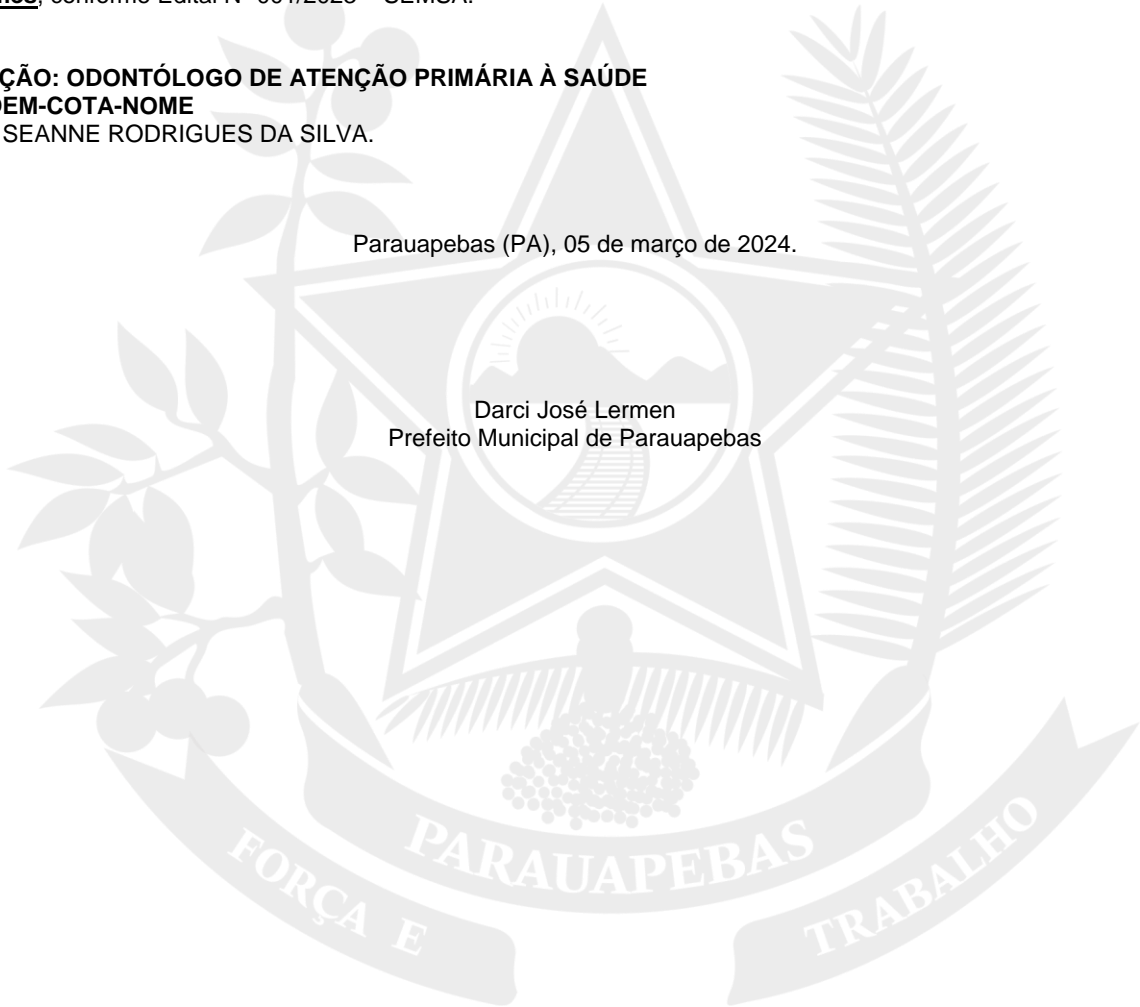 conforme Edital Nº 001/2023 – SEMSA.
ÇÃO: ODONTÓLOGO DE ATENÇÃO PRIMÁRIA À SAÚDE
DEM-COTA-NOME
SEANNE RODRIGUES DA SILVA.
Parauapebas (PA), 05 de março de 2024.
Darci José Lermen
Prefeito Municipal de Parauapebas
FORÇA E
PARAUAPEBAS
TRABALHO